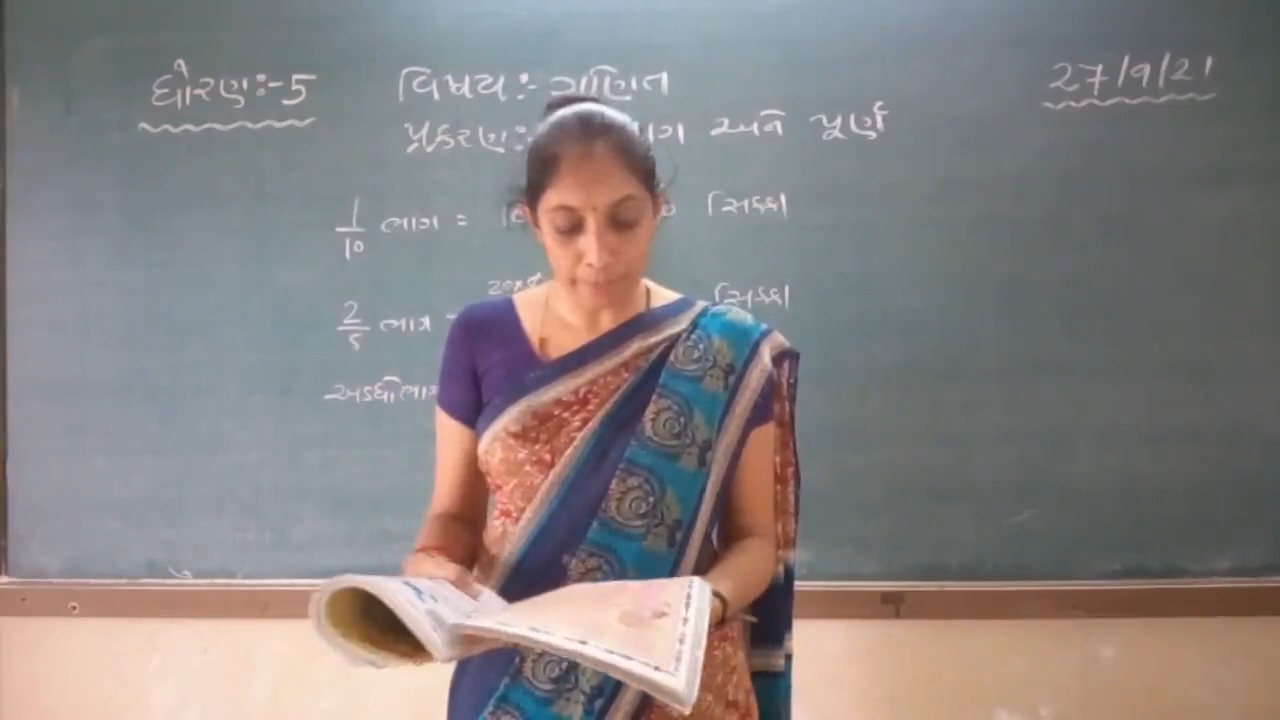 ધોરણઃ-5 વિષયઃ-ગણિત 27/9/21
પ્રકરણઃ- અને પૂર્ણ
1/10 ભાગ = સિક્કા
2/5 ભાગ સિક્કા
અડધોભાગ